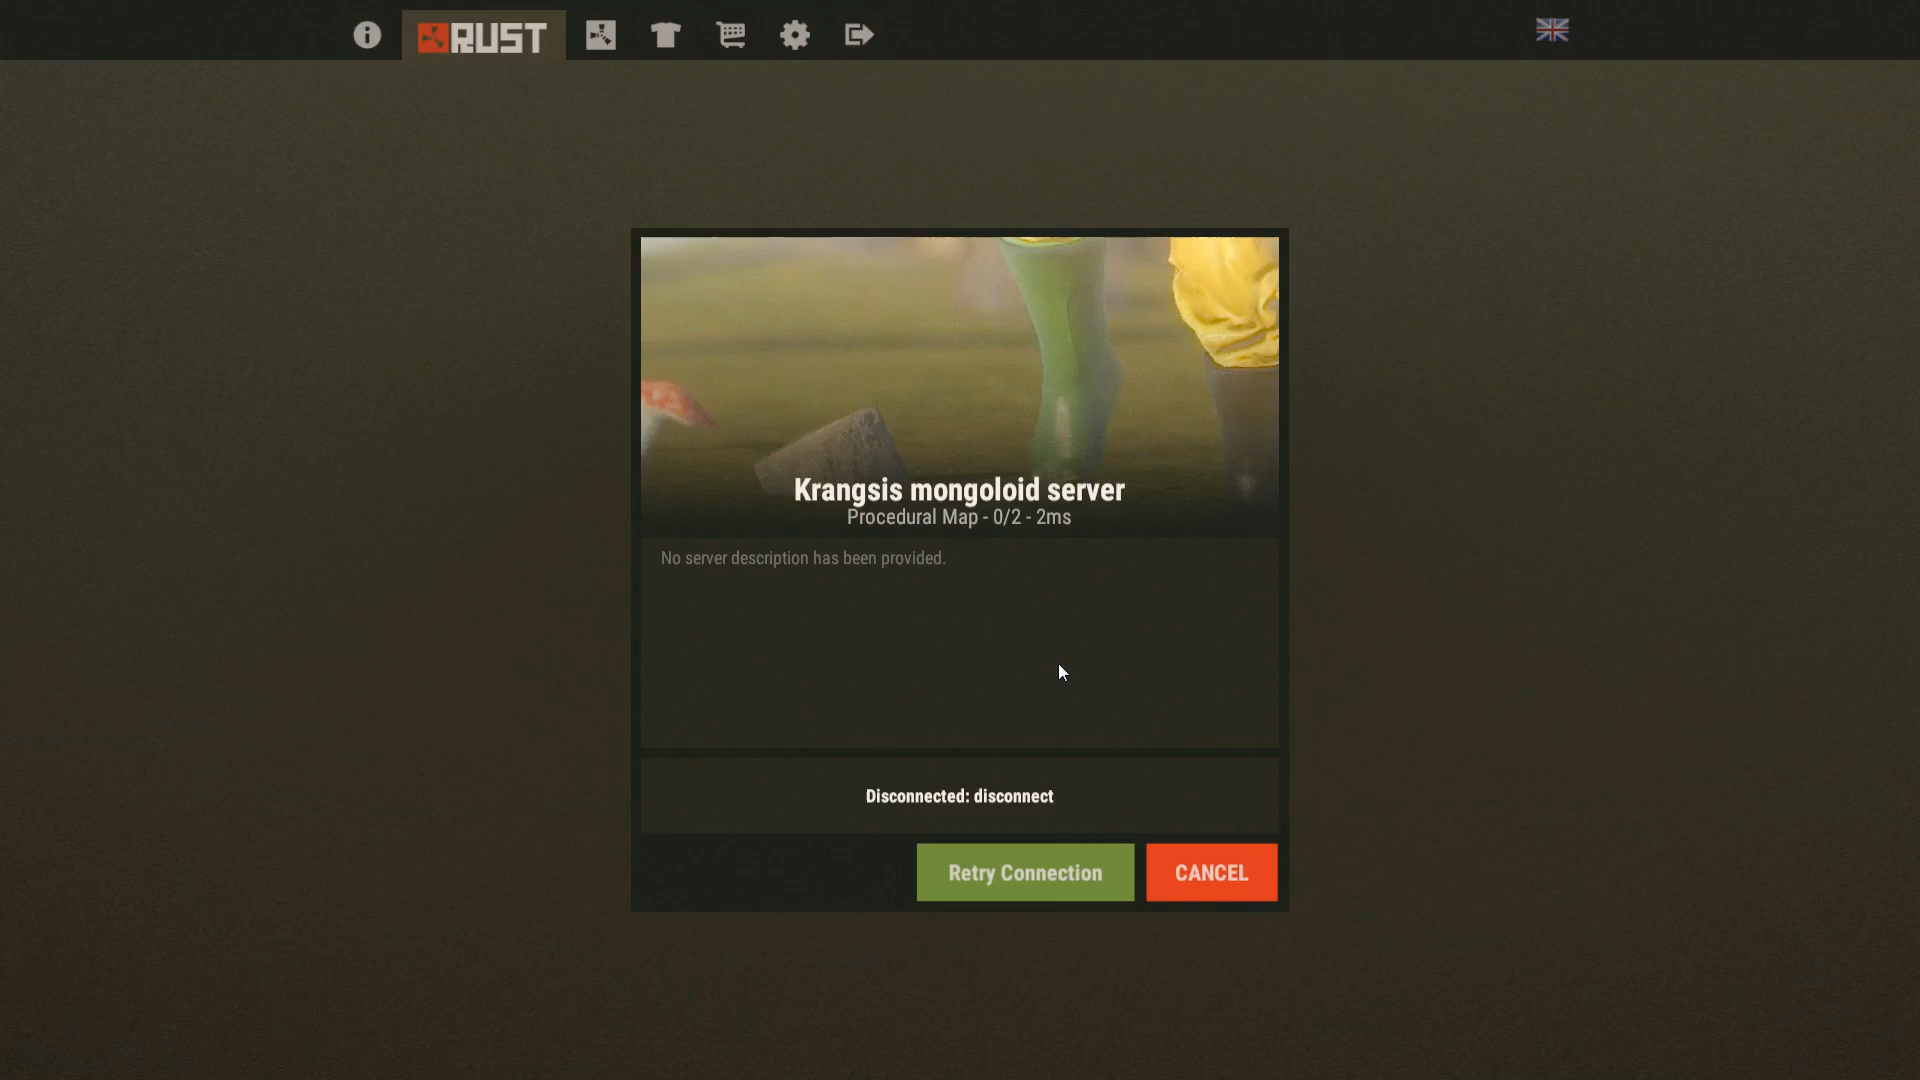 RUST
Krangsis mongoloid server
Procedural Map - 0/2 - 2ms
No server description has been provided.
Disconnected: disconnect
Retry Connection
CANCEL